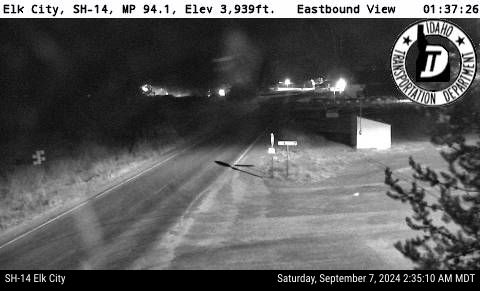 Elk City, SH-14, MP 94.1, Elev 3,939ft. Eastbound View 01:37:26
IDAHO
TRANSPORTATION DEPARTMENT
SH-14 Elk City Saturday, September 7, 2024 2:35:10 AM MDT